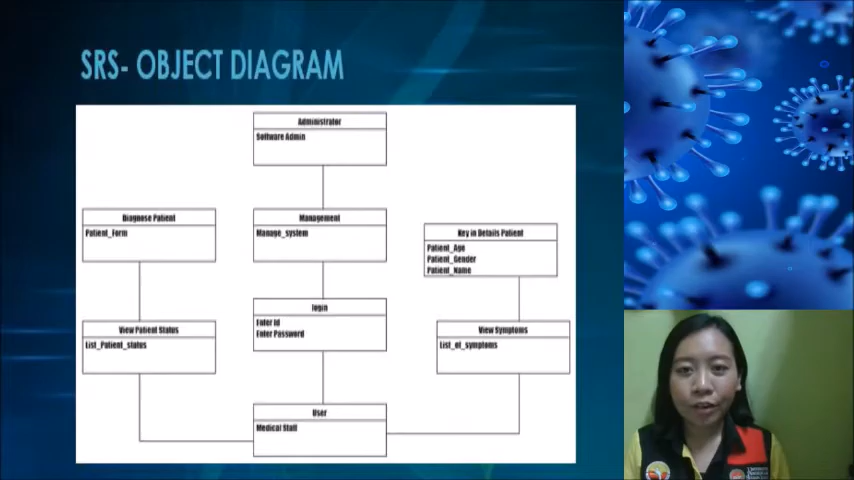 SRS- OBJECT DIAGRAM
Administrator
Software Admin
Diagnose Patient
Patient_Form
Management
Manage_system
Key in Details Patient
Patient_Age
Patient_Gender
Patient_Name
login
Enter Id
Enter Password
View Patient Status
List_Patient_status
View Symptoms
List_of_symptoms
User
Medical Staff